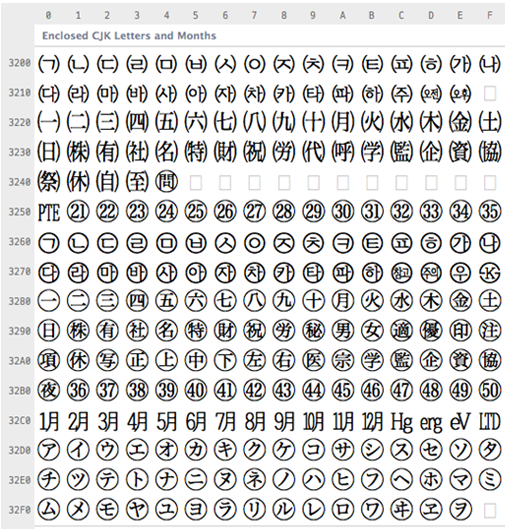 0 1 2 3 4 5 6 7 8 9 A B C D E F
Enclosed CJK Letters and Months
3200 ㈀ ㈁ ㈂ ㈃ ㈄ ㈅ ㈆ ㈇ ㈈ ㈉ ㈊ ㈋ ㈌ ㈍ ㈎ ㈏
3210 ㈐ ㈑ ㈒ ㈓ ㈔ ㈕ ㈖ ㈗ ㈘ ㈙ ㈚ ㈛ ㈜ ㈝ ㈞
3220 ㈠ ㈡ ㈢ ㈣ ㈤ ㈥ ㈦ ㈧ ㈨ ㈩ ㈪ ㈫ ㈬ ㈭ ㈮ ㈯
3230 ㈰ ㈱ ㈲ ㈳ ㈴ ㈵ ㈶ ㈷ ㈸ ㈹ ㈺ ㈻ ㈼ ㈽ ㈾ ㈿
3240 ㉀ ㉁ ㉂ ㉃ ㉄
3250 ㉐ ㉑ ㉒ ㉓ ㉔ ㉕ ㉖ ㉗ ㉘ ㉙ ㉚ ㉛ ㉜ ㉝ ㉞ ㉟
3260 ㉠ ㉡ ㉢ ㉣ ㉤ ㉥ ㉦ ㉧ ㉨ ㉩ ㉪ ㉫ ㉬ ㉭ ㉮ ㉯
3270 ㉰ ㉱ ㉲ ㉳ ㉴ ㉵ ㉶ ㉷ ㉸ ㉹ ㉺ ㉻ ㉼ ㉽ ㉾ ㉿
3280 ㊀ ㊁ ㊂ ㊃ ㊄ ㊅ ㊆ ㊇ ㊈ ㊉ ㊊ ㊋ ㊌ ㊍ ㊎ ㊏
3290 ㊐ ㊑ ㊒ ㊓ ㊔ ㊕ ㊖ ㊗ ㊘ ㊙ ㊚ ㊛ ㊜ ㊝ ㊞ ㊟
32A0 ㊠ ㊡ ㊢ ㊣ ㊤ ㊥ ㊦ ㊧ ㊨ ㊩ ㊪ ㊫ ㊬ ㊭ ㊮ ㊯
32B0 ㊰ ㊱ ㊲ ㊳ ㊴ ㊵ ㊶ ㊷ ㊸ ㊹ ㊺ ㊻ ㊼ ㊽ ㊾ ㊿
32C0 ㋀ ㋁ ㋂ ㋃ ㋄ ㋅ ㋆ ㋇ ㋈ ㋉ ㋊ ㋋ ㋌ ㋍ ㋎ ㋏
32D0 ㋐ ㋑ ㋒ ㋓ ㋔ ㋕ ㋖ ㋗ ㋘ ㋙ ㋚ ㋛ ㋜ ㋝ ㋞ ㋟
32E0 ㋠ ㋡ ㋢ ㋣ ㋤ ㋥ ㋦ ㋧ ㋨ ㋩ ㋪ ㋫ ㋬ ㋭ ㋮ ㋯
32F0 ㋰ ㋱ ㋲ ㋳ ㋴ ㋵ ㋶ ㋷ ㋸ ㋹ ㋺ ㋻ ㋼ ㋽ ㋾